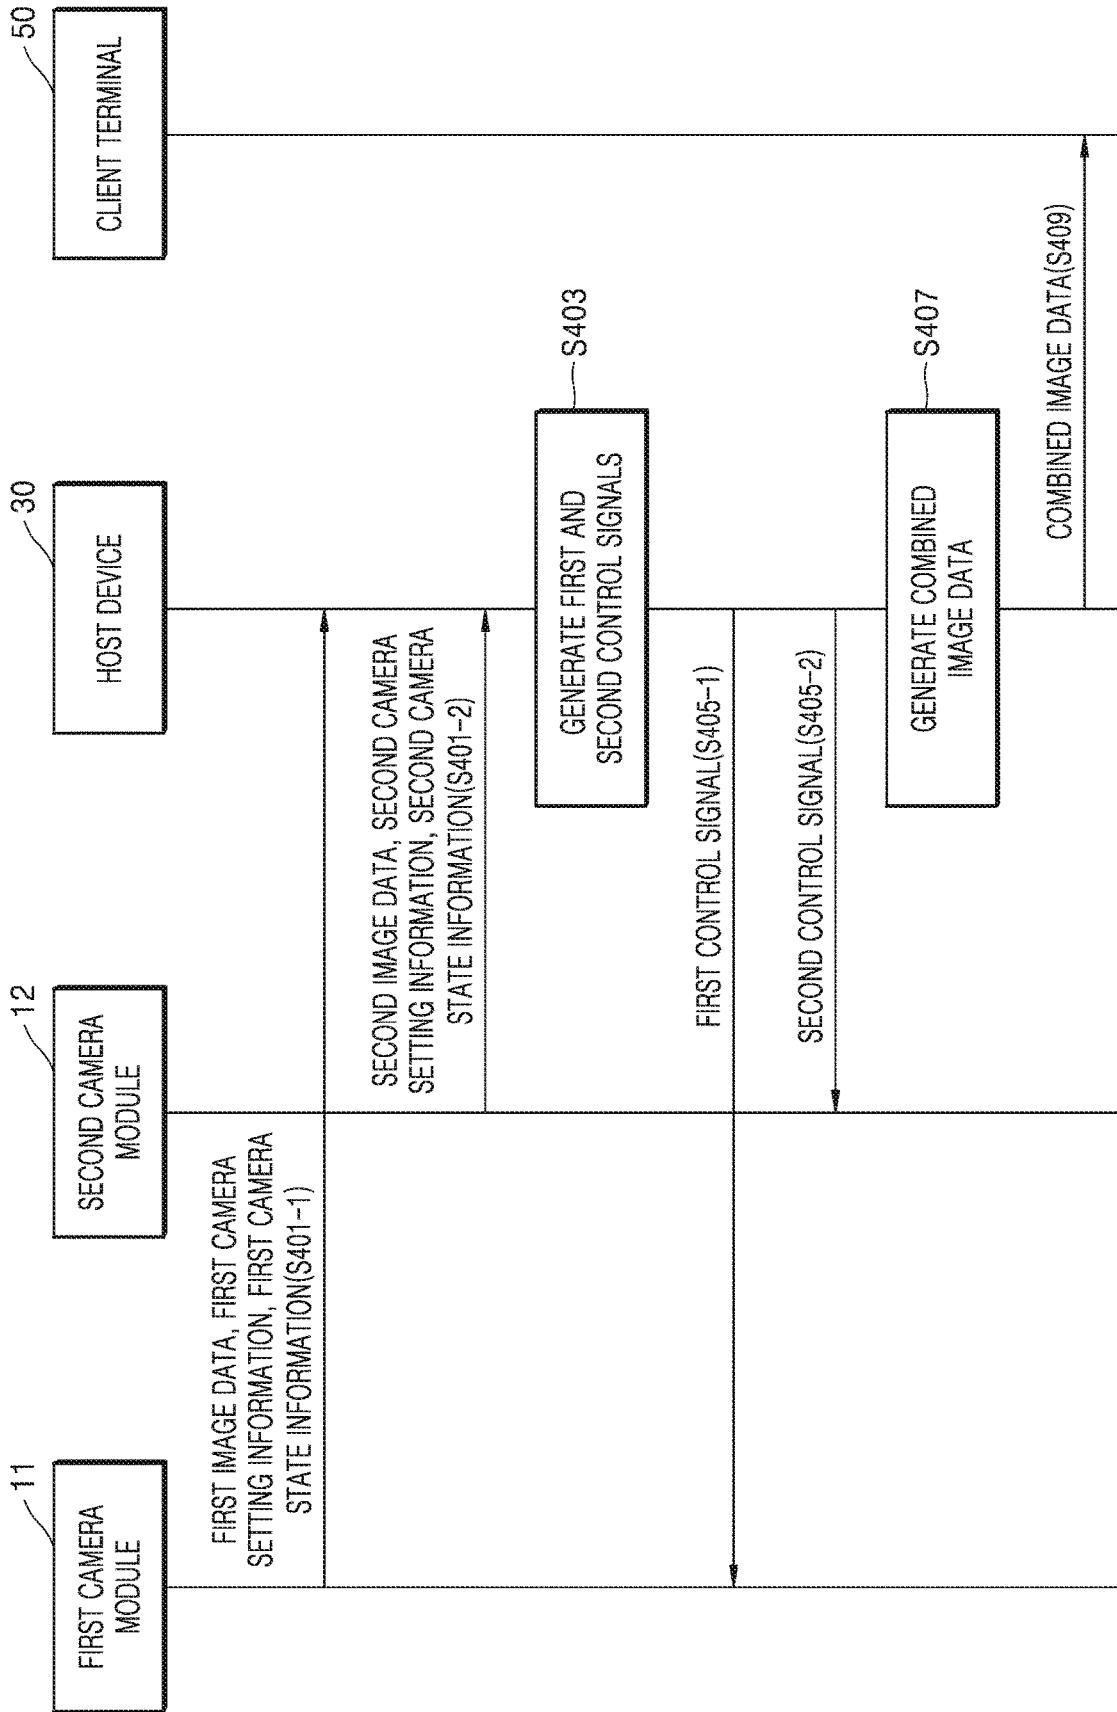 11
FIRST CAMERA
MODULE
12
SECOND CAMERA
MODULE
30
HOST DEVICE
50
CLIENT TERMINAL
FIRST IMAGE DATA, FIRST CAMERA
SETTING INFORMATION, FIRST CAMERA
STATE INFORMATION(S401-1)
SECOND IMAGE DATA, SECOND CAMERA
SETTING INFORMATION, SECOND CAMERA
STATE INFORMATION(S401-2)
S403
GENERATE FIRST AND
SECOND CONTROL SIGNALS
FIRST CONTROL SIGNAL(S405-1)
SECOND CONTROL SIGNAL(S405-2)
S407
GENERATE COMBINED
IMAGE DATA
COMBINED IMAGE DATA(S409)